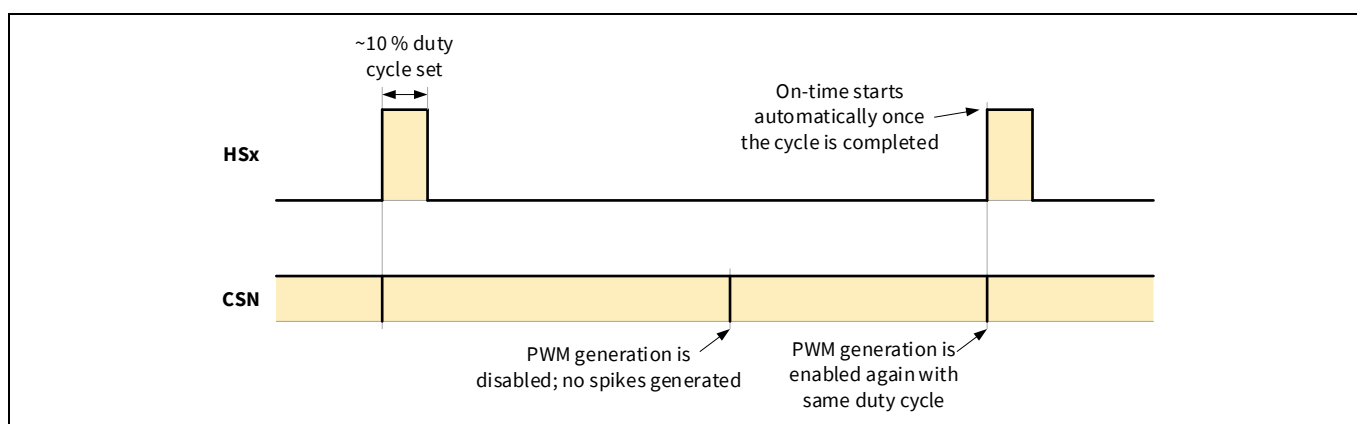 ~10 % duty
cycle set
On-time starts
automatically once
the cycle is completed
HSx
CSN
PWM generation is
disabled; no spikes generated
PWM generation is
enabled again with
same duty cycle